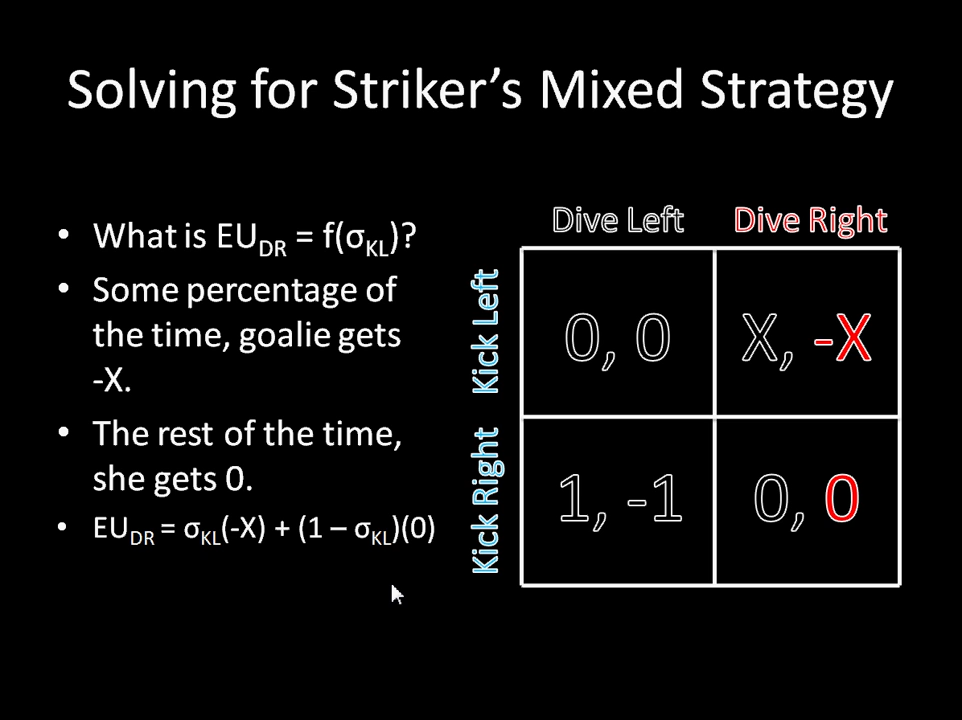 Solving for Striker's Mixed Strategy
• What is EU_DR = f(σ_KL)?
• Some percentage of
the time, goalie gets
-X.
• The rest of the time,
she gets 0.
• EU_DR = σ_KL(-X) + (1 – σ_KL)(0)
Dive Left Dive Right
Kick Left
0, 0 X, -X
Kick Right
1, -1 0, 0